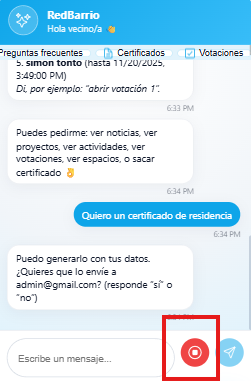 RedBarrio
Hola vecino/a 👋
Preguntas frecuentes Certificados Votaciones
5. simon tonto (hasta 11/20/2025,
3:49:00 PM)
Di, por ejemplo: “abrir votación 1”.
6:33 PM
Puedes pedirme: ver noticias, ver
proyectos, ver actividades, ver
votaciones, ver espacios, o sacar
certificado ✌️
6:34 PM
Quiero un certificado de residencia
6:34 PM
Puedo generarlo con tus datos.
¿Quieres que lo envíe a
admin@gmail.com? (responde “sí” o
“no”)
Escribe un mensaje...